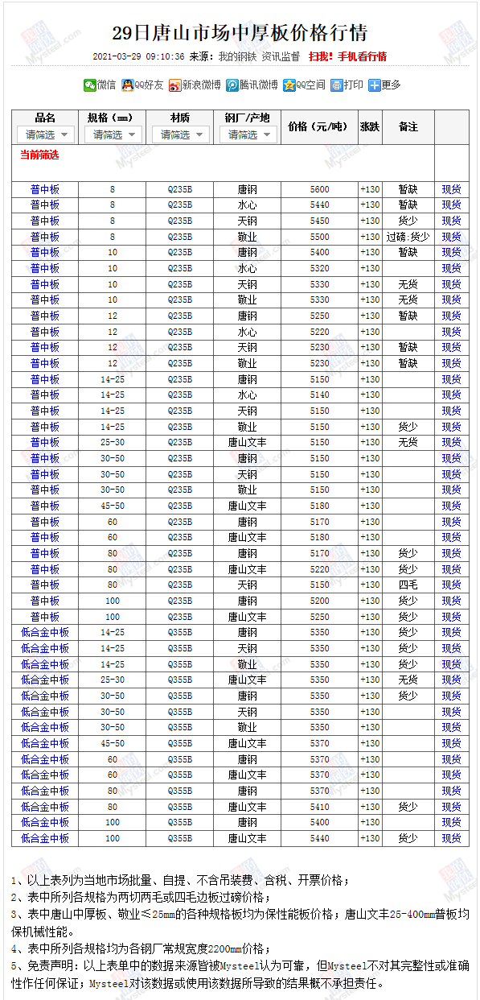 29日唐山市场中厚板价格行情
2021-03-29 09:10:36 来源：我的钢铁 资讯监督 扫我！手机看行情
微信 QQ好友 新浪微博 腾讯微博 QQ空间 打印 更多
品名 规格（mm） 材质 钢厂/产地 价格（元/吨） 涨跌 备注
请筛选 请筛选 请筛选 请筛选
当前筛选
普中板 8 Q235B 唐钢 5600 +130 暂缺 现货
普中板 8 Q235B 水心 5440 +130 暂缺 现货
普中板 8 Q235B 天钢 5450 +130 货少 现货
普中板 8 Q235B 敬业 5500 +130 过磅;货少 现货
普中板 10 Q235B 唐钢 5400 +130 暂缺 现货
普中板 10 Q235B 水心 5320 +130 现货
普中板 10 Q235B 天钢 5330 +130 无货 现货
普中板 10 Q235B 敬业 5330 +130 无货 现货
普中板 12 Q235B 唐钢 5250 +130 暂缺 现货
普中板 12 Q235B 水心 5220 +130 现货
普中板 12 Q235B 天钢 5230 +130 暂缺 现货
普中板 12 Q235B 敬业 5230 +130 暂缺 现货
普中板 14-25 Q235B 唐钢 5150 +130 现货
普中板 14-25 Q235B 水心 5140 +130 现货
普中板 14-25 Q235B 天钢 5150 +130 现货
普中板 14-25 Q235B 敬业 5150 +130 货少 现货
普中板 25-30 Q235B 唐山文丰 5150 +130 无货 现货
普中板 30-50 Q235B 唐钢 5150 +130 现货
普中板 30-50 Q235B 天钢 5150 +130 现货
普中板 30-50 Q235B 敬业 5150 +130 现货
普中板 45-50 Q235B 唐山文丰 5180 +130 现货
普中板 60 Q235B 唐钢 5170 +130 现货
普中板 60 Q235B 唐山文丰 5180 +130 现货
普中板 80 Q235B 唐钢 5170 +130 货少 现货
普中板 80 Q235B 唐山文丰 5220 +130 货少 现货
普中板 80 Q235B 天钢 5150 +130 四毛 现货
普中板 100 Q235B 唐钢 5200 +130 货少 现货
普中板 100 Q235B 唐山文丰 5250 +130 货少 现货
低合金中板 14-25 Q355B 唐钢 5350 +130 货少 现货
低合金中板 14-25 Q355B 天钢 5350 +130 货少 现货
低合金中板 14-25 Q355B 敬业 5350 +130 货少 现货
低合金中板 25-30 Q355B 唐山文丰 5350 +130 无货 现货
低合金中板 30-50 Q355B 唐钢 5350 +130 货少 现货
低合金中板 30-50 Q355B 天钢 5350 +130 现货
低合金中板 30-50 Q355B 敬业 5350 +130 现货
低合金中板 45-50 Q355B 唐山文丰 5370 +130 现货
低合金中板 60 Q355B 唐钢 5370 +130 现货
低合金中板 60 Q355B 唐山文丰 5370 +130 现货
低合金中板 80 Q355B 唐钢 5370 +130 现货
低合金中板 80 Q355B 唐山文丰 5410 +130 货少 现货
低合金中板 100 Q355B 唐钢 5400 +130 现货
低合金中板 100 Q355B 唐山文丰 5440 +130 货少 现货
1、以上表列为当地市场批量、自提、不含吊装费、含税、开票价格；
2、表中所列各规格为两切两毛或四毛边板过磅价格；
3、表中唐山中厚板、敬业≤25mm的各种规格板均为保性能板价格；唐山文丰25-400mm普板均
保机械性能。
4、表中所列各规格均为各钢厂常规宽度2200mm价格；
5、免责声明：以上表单中的数据来源皆被Mysteel认为可靠，但Mysteel不对其完整性或准确
性作任何保证；Mysteel对该数据或使用该数据所导致的结果概不承担责任。